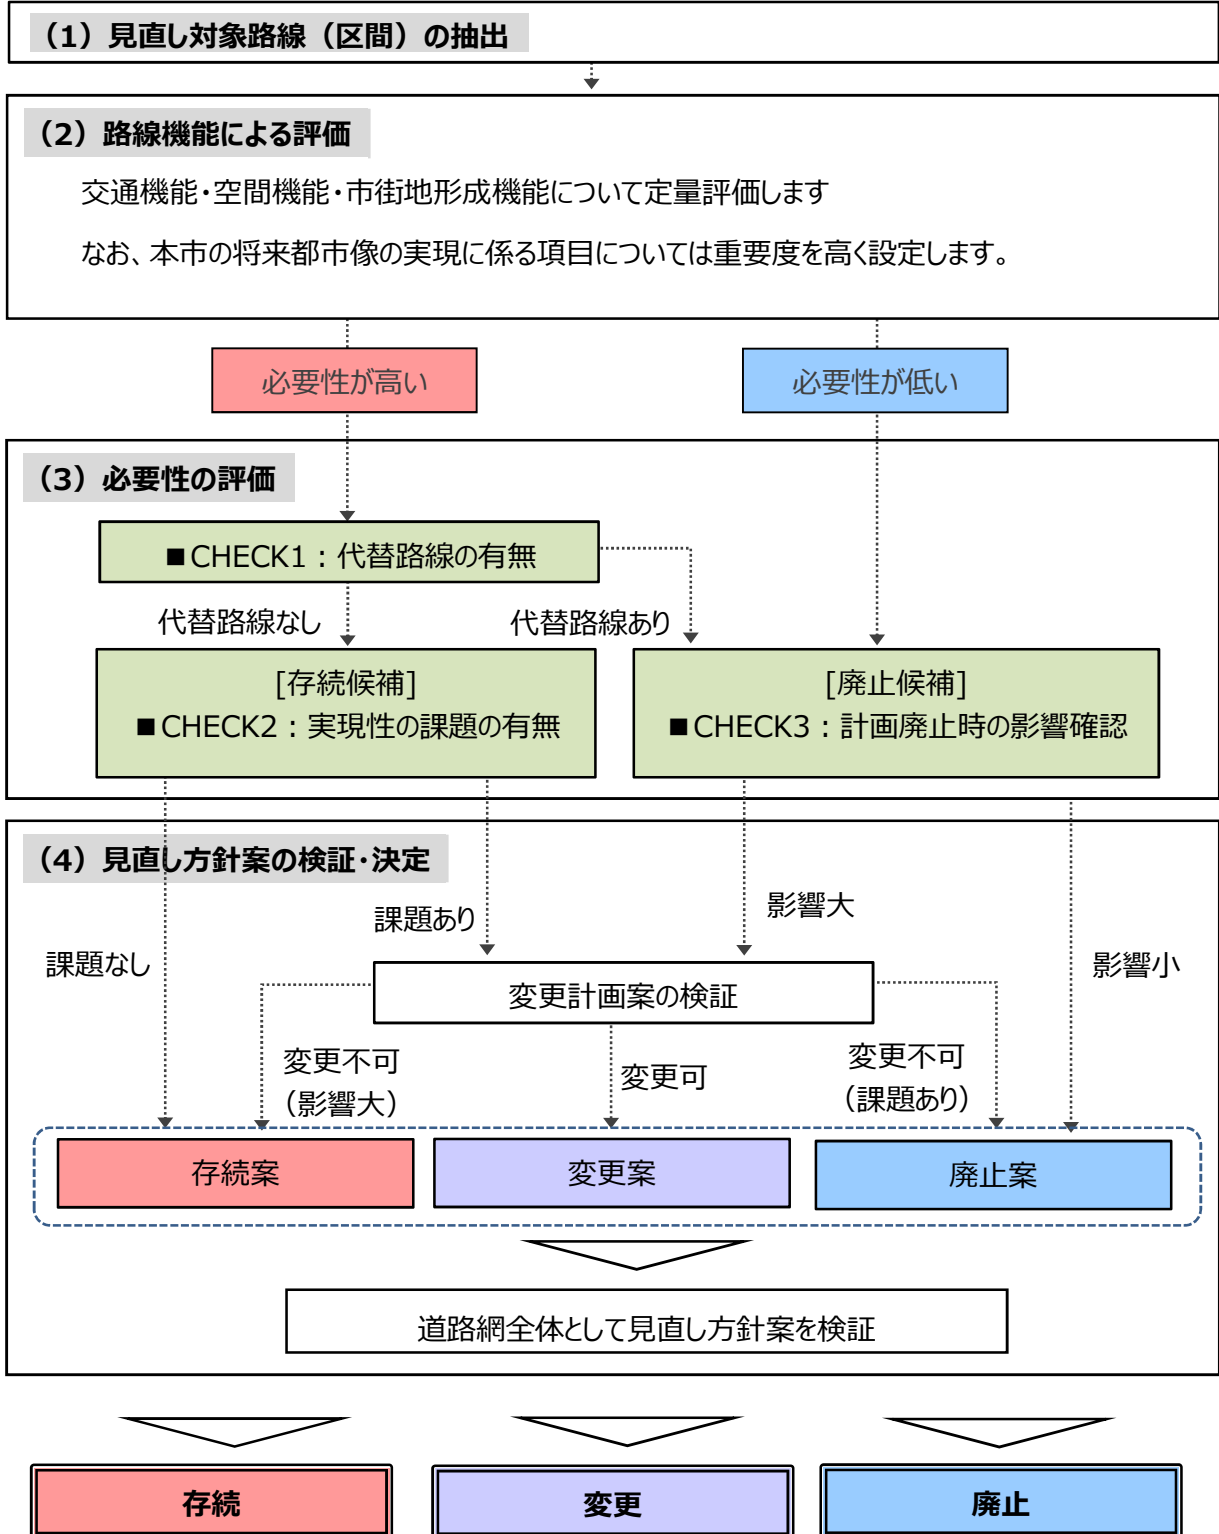 （1）見直し対象路線（区間）の抽出
（2）路線機能による評価
交通機能・空間機能・市街地形成機能について定量評価します
なお、本市の将来都市像の実現に係る項目については重要度を高く設定します。
必要性が高い
必要性が低い
（3）必要性の評価
■CHECK1：代替路線の有無
代替路線なし
代替路線あり
[存続候補]
■CHECK2：実現性の課題の有無
[廃止候補]
■CHECK3：計画廃止時の影響確認
（4）見直し方針案の検証・決定
課題なし
課題あり
影響大
影響小
変更計画案の検証
変更不可
（影響大）
変更可
変更不可
（課題あり）
存続案
変更案
廃止案
道路網全体として見直し方針案を検証
存続
変更
廃止